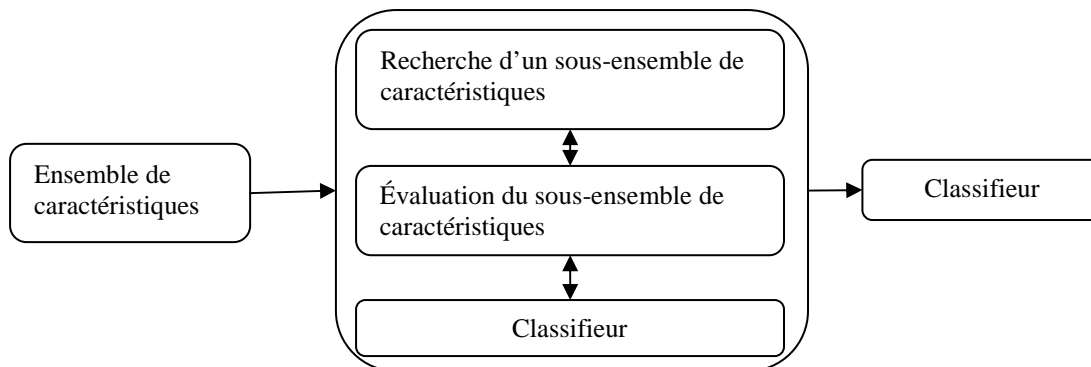 Ensemble de
caractéristiques
Recherche d’un sous-ensemble de
caractéristiques
Évaluation du sous-ensemble de
caractéristiques
Classifieur
Classifieur